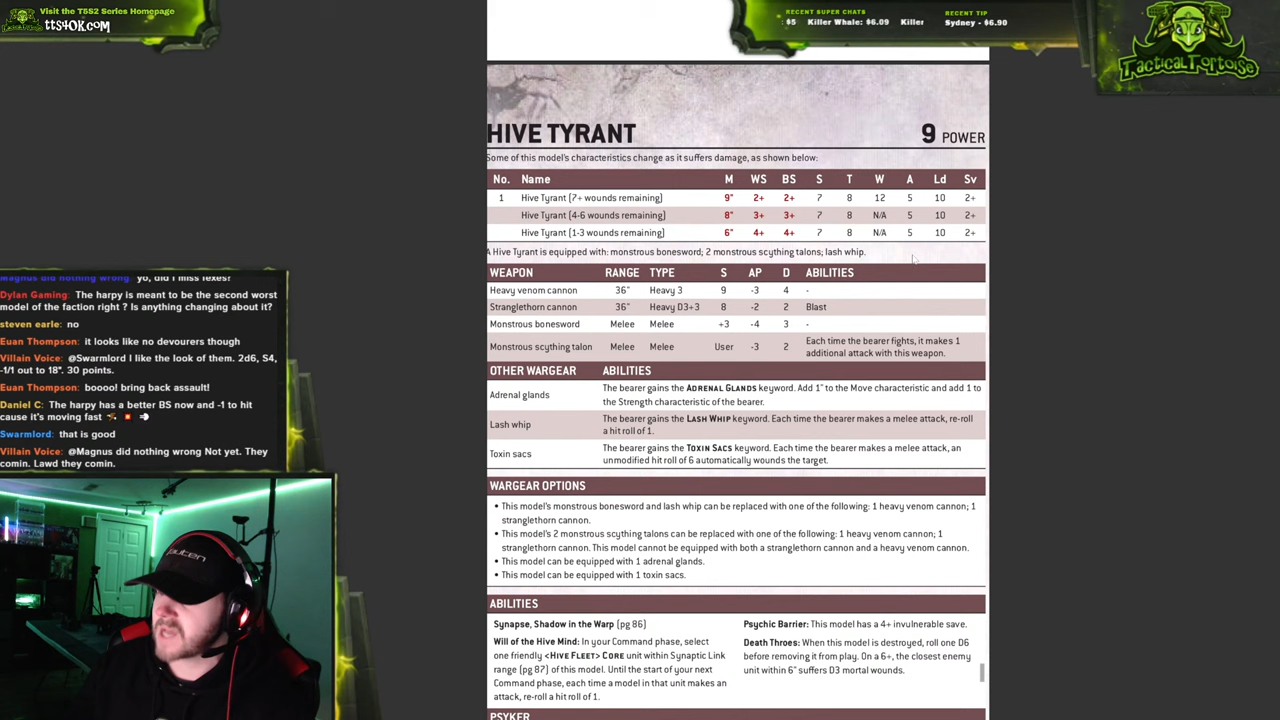 Visit the TSS2 Series Homepage
tts40k.com
RECENT SUPER CHATS
: $5 Killer Whale: $6.09 Killer
RECENT TIP
Sydney - $6.90
TACTICALTORTOISE
HIVE TYRANT
9 POWER
Some of this model's characteristics change as it suffers damage, as shown below:
No. Name M WS BS S T W A Ld Sv
1 Hive Tyrant (7+ wounds remaining) 9" 2+ 2+ 7 8 12 5 10 2+
Hive Tyrant (4-6 wounds remaining) 8" 3+ 3+ 7 8 N/A 5 10 2+
Hive Tyrant (1-3 wounds remaining) 6" 4+ 4+ 7 8 N/A 5 10 2+
A Hive Tyrant is equipped with: monstrous bonesword; 2 monstrous scything talons; lash whip.
WEAPON RANGE TYPE S AP D ABILITIES
Heavy venom cannon 36" Heavy 3 9 -3 4 -
Stranglethorn cannon 36" Heavy D3+3 8 -2 2 Blast
Monstrous bonesword Melee Melee +3 -4 3 -
Monstrous scything talon Melee Melee User -3 2 Each time the bearer fights, it makes 1
additional attack with this weapon.
OTHER WARGEAR ABILITIES
Adrenal glands The bearer gains the ADRENAL GLANDS keyword. Add 1" to the Move characteristic and add 1 to
the Strength characteristic of the bearer.
Lash whip The bearer gains the LASH WHIP keyword. Each time the bearer makes a melee attack, re-roll
a hit roll of 1.
Toxin sacs The bearer gains the TOXIN SACS keyword. Each time the bearer makes a melee attack, an
unmodified hit roll of 6 automatically wounds the target.
WARGEAR OPTIONS
• This model's monstrous bonesword and lash whip can be replaced with one of the following: 1 heavy venom cannon; 1
stranglethorn cannon.
• This model's 2 monstrous scything talons can be replaced with one of the following: 1 heavy venom cannon; 1
stranglethorn cannon. This model cannot be equipped with both a stranglethorn cannon and a heavy venom cannon.
• This model can be equipped with 1 adrenal glands.
• This model can be equipped with 1 toxin sacs.
ABILITIES
Synapse, Shadow in the Warp (pg 86)
Will of the Hive Mind: In your Command phase, select
one friendly <HIVE FLEET> CORE unit within Synaptic Link
range (pg 87) of this model. Until the start of your next
Command phase, each time a model in that unit makes an
attack, re-roll a hit roll of 1.
Psychic Barrier: This model has a 4+ invulnerable save.
Death Throes: When this model is destroyed, roll one D6
before removing it from play. On a 6+, the closest enemy
unit within 6" suffers D3 mortal wounds.
PSYKER
Magnus did nothing wrong: yo, did i miss lexes!
Dylan Gaming: The harpy is meant to be the second worst
model of the faction right ? Is anything changing about it?
steven earle: no
Euan Thompson: it looks like no devourers though
Villain Voice: @Swarmlord I like the look of them. 2d6, S4,
-1/1 out to 18". 30 points.
Euan Thompson: boooo! bring back assault!
Daniel C: The harpy has a better BS now and -1 to hit
cause it's moving fast
Swarmlord: that is good
Villain Voice: @Magnus did nothing wrong Not yet. They
comin. Lawd they comin.